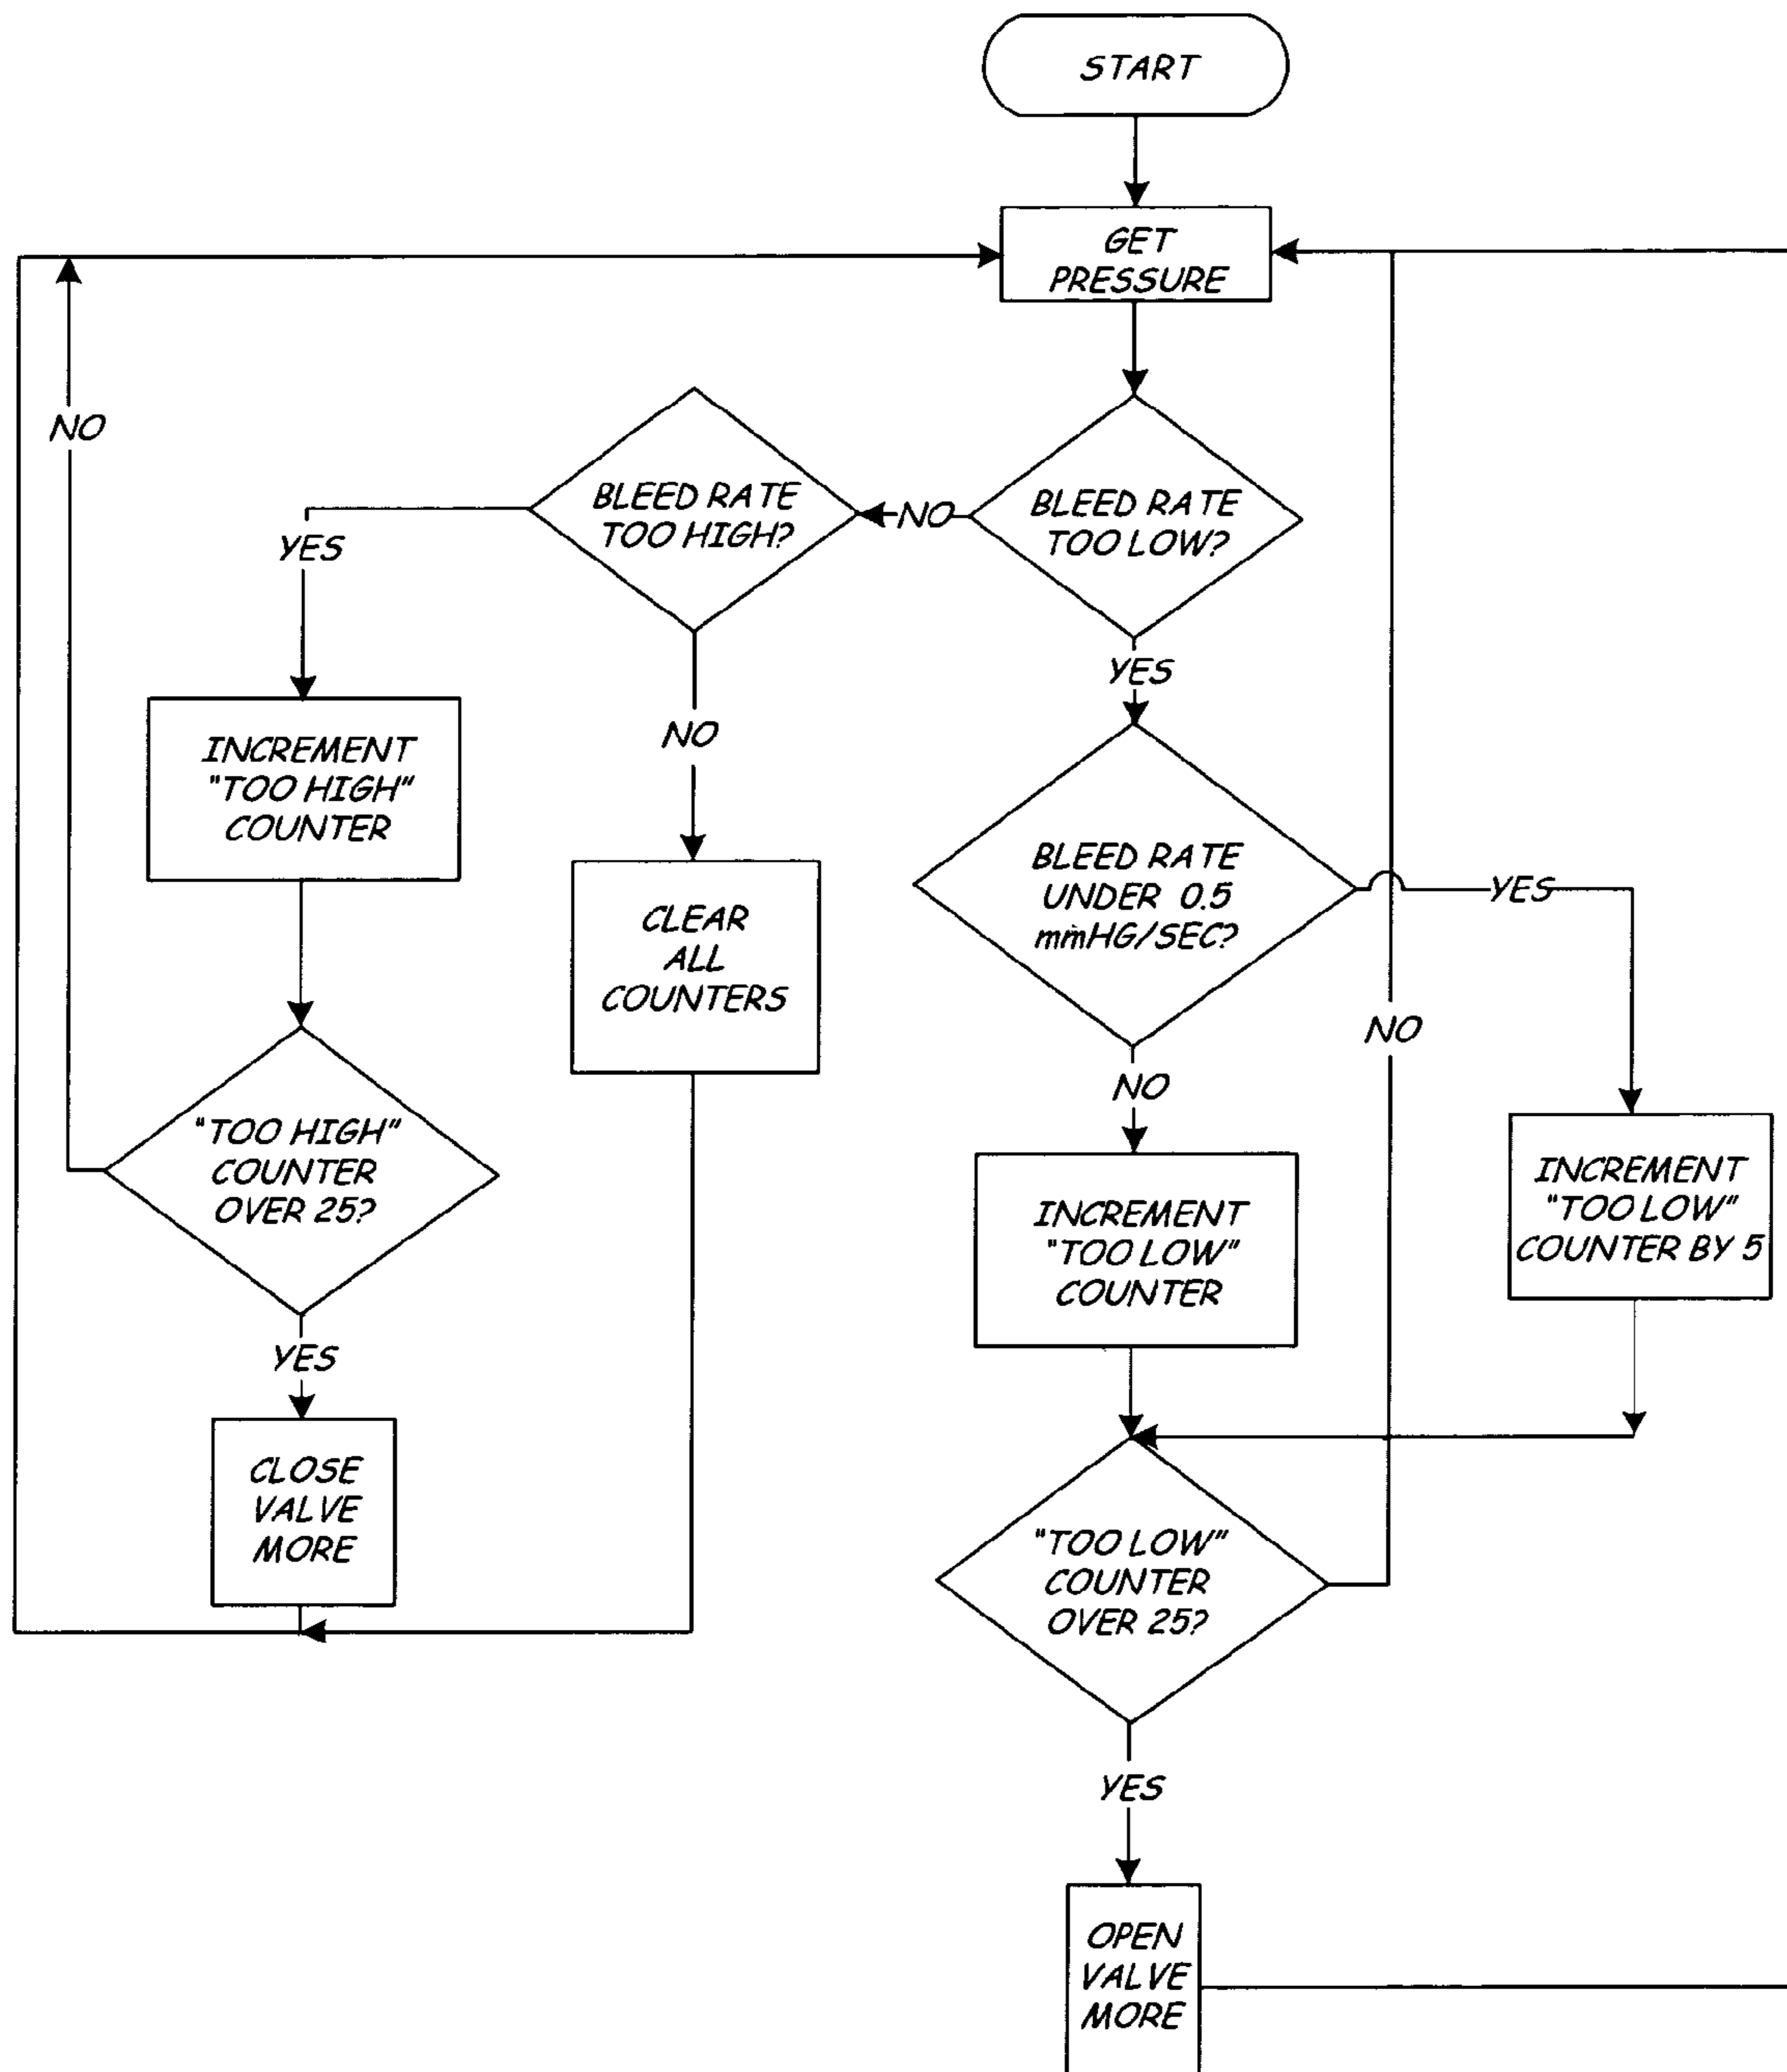 START
GET
PRESSURE
NO
BLEED RATE
TOO HIGH?
NO
BLEED RATE
TOO LOW?
YES
YES
NO
INCREMENT
"TOO HIGH"
COUNTER
CLEAR
ALL
COUNTERS
BLEED RATE
UNDER 0.5
mmHG/SEC?
YES
NO
NO
"TOO HIGH"
COUNTER
OVER 25?
INCREMENT
"TOO LOW"
COUNTER
INCREMENT
"TOO LOW"
COUNTER BY 5
YES
CLOSE
VALVE
MORE
"TOO LOW"
COUNTER
OVER 25?
YES
OPEN
VALVE
MORE